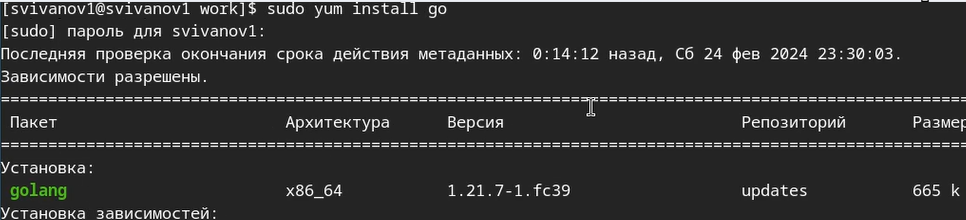 [svivanov1@svivanov1 work]$ sudo yum install go
[sudo] пароль для svivanov1:
Последняя проверка окончания срока действия метаданных: 0:14:12 назад, Сб 24 фев 2024 23:30:03.
Зависимости разрешены.
================================================================================
Пакет Архитектура Версия Репозиторий Размер
================================================================================
Установка:
golang x86_64 1.21.7-1.fc39 updates 665 k
Установка зависимостей: